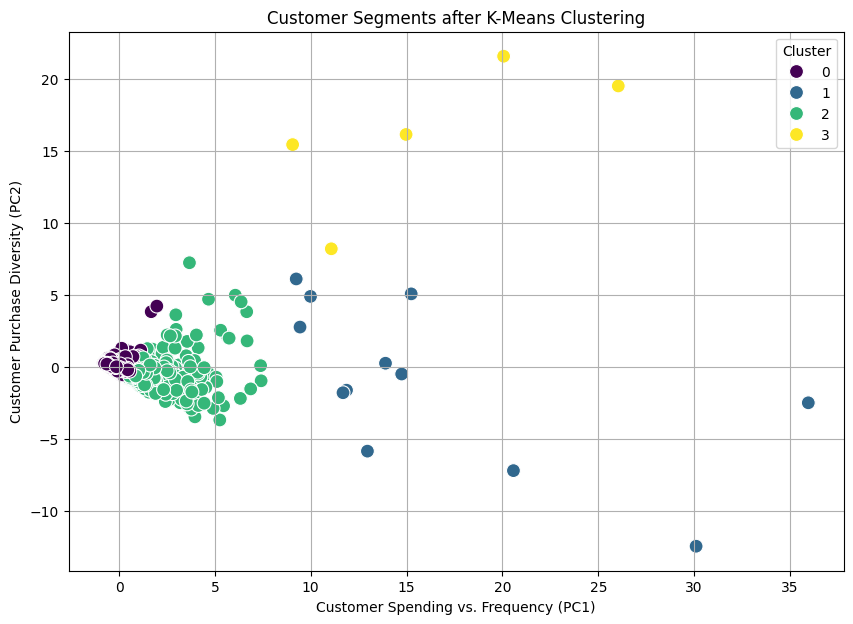 Customer Segments after K-Means Clustering
Cluster
0
1
2
3
20
15
10
5
0
−5
−10
Customer Purchase Diversity (PC2)
0 5 10 15 20 25 30 35
Customer Spending vs. Frequency (PC1)